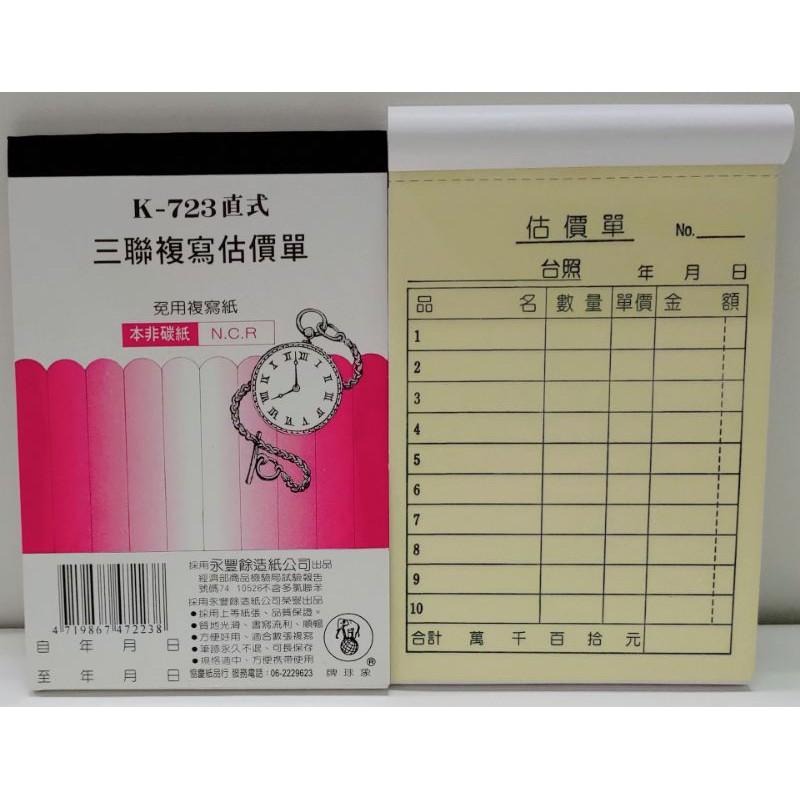 K-723直式
三聯複寫估價單
免用複寫紙
本非碳紙 N.C.R
採用永豐餘造紙公司出品
經濟部商品檢驗局試驗報告
號碼74 10526不含多氯聯苯
採用永豐餘造紙公司榮譽出品
●採用上等紙張、品質保證。
●質地光滑、書寫流利、順暢
●方便好用、適合數張複寫
●筆跡永久不泯、可長保存
●規格適中、方便攜帶使用
協慶紙品行 服務電話：06-2229623
4 719867 472238
自 年 月 日
至 年 月 日
牌球象
®
估價單 No.
台照 年 月 日
品名 數量 單價 金額
1
2
3
4
5
6
7
8
9
10
合計 萬 千 百 拾 元